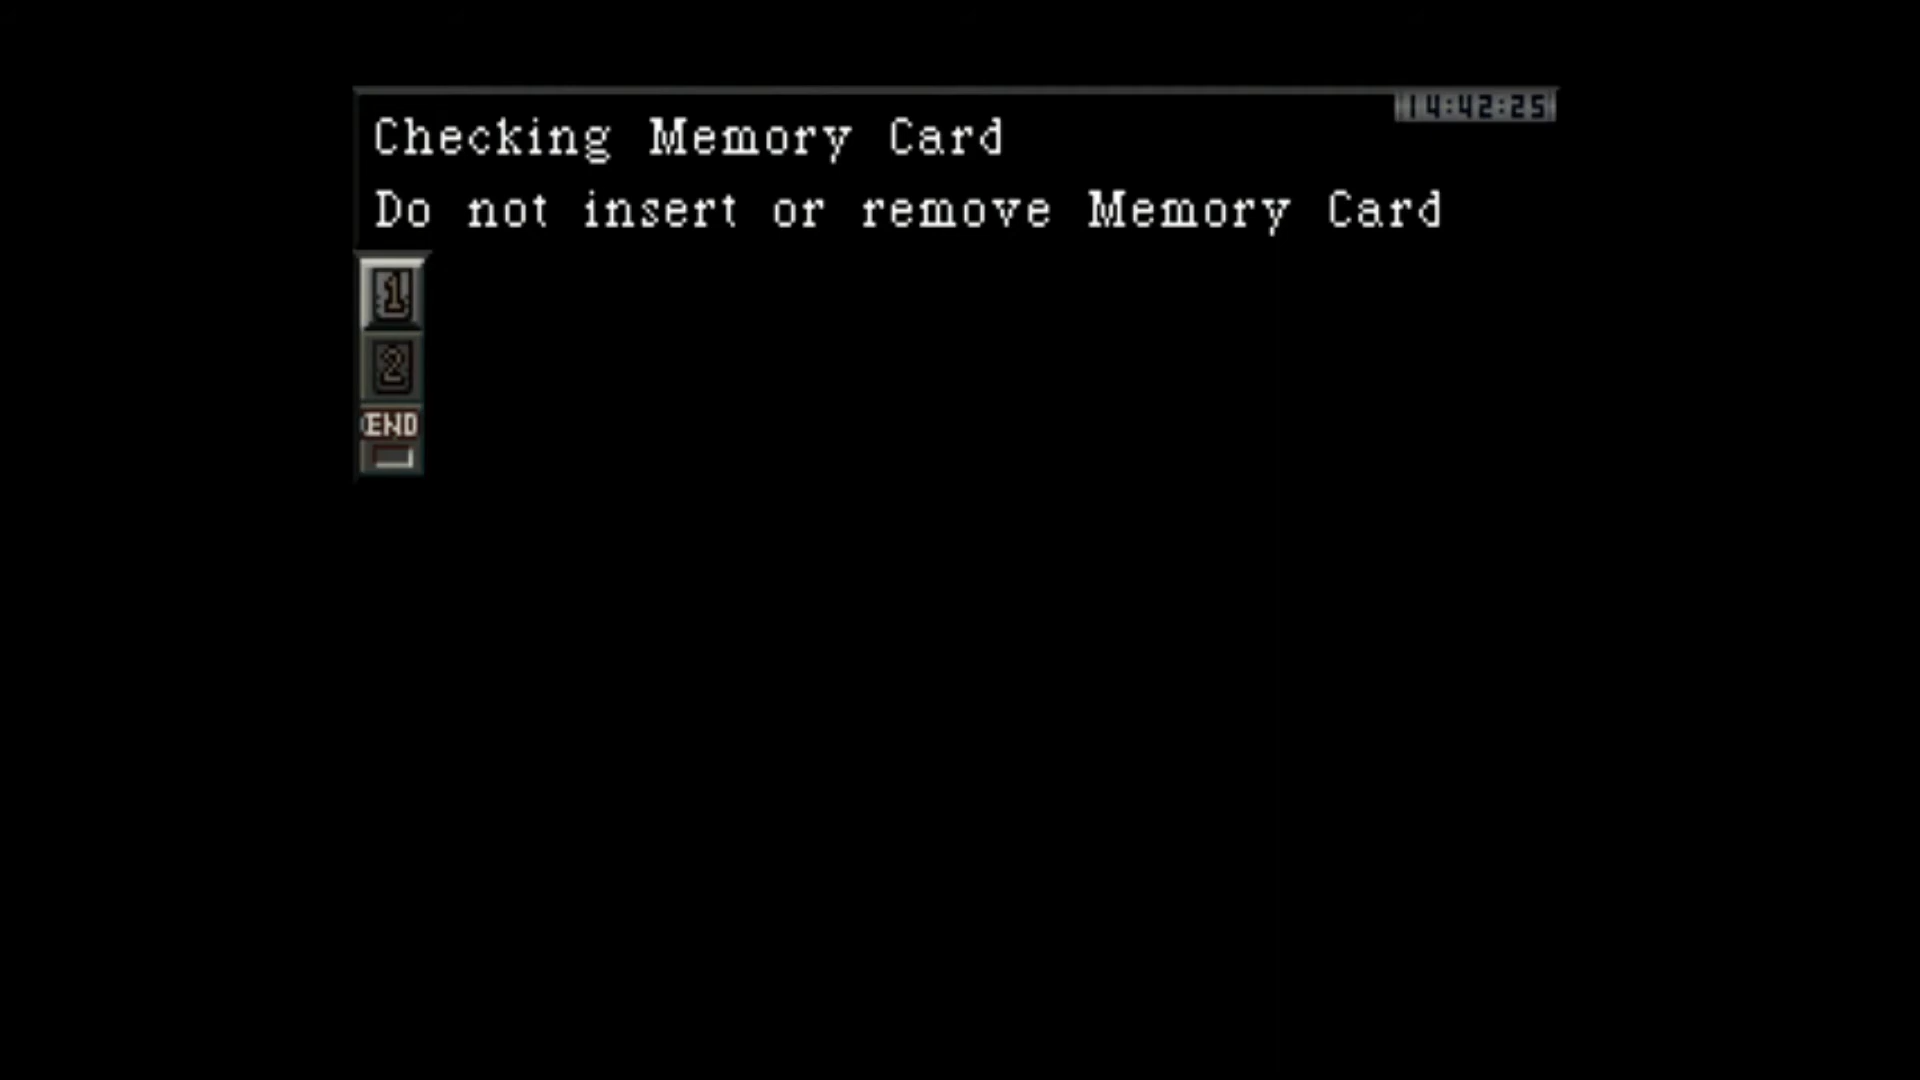 14:42:25
Checking Memory Card
Do not insert or remove Memory Card
1
2
END